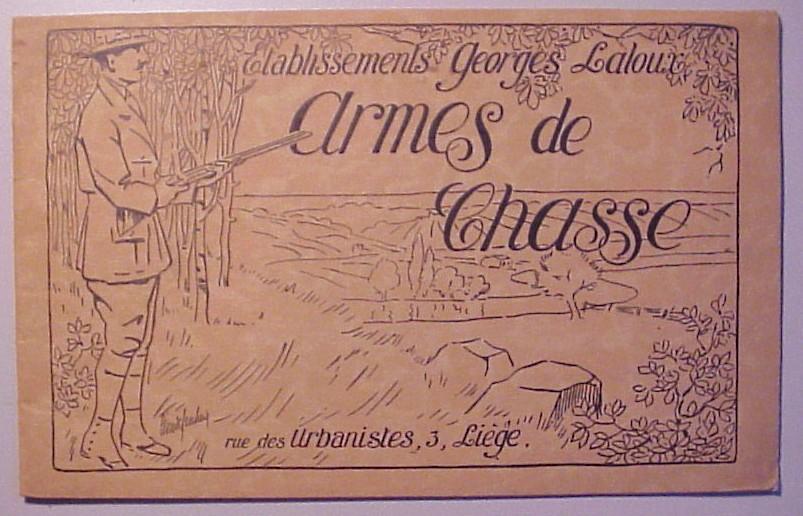 Etablissements Georges Laloux
Armes de
Chasse
rue des Urbanistes, 3, Liège.